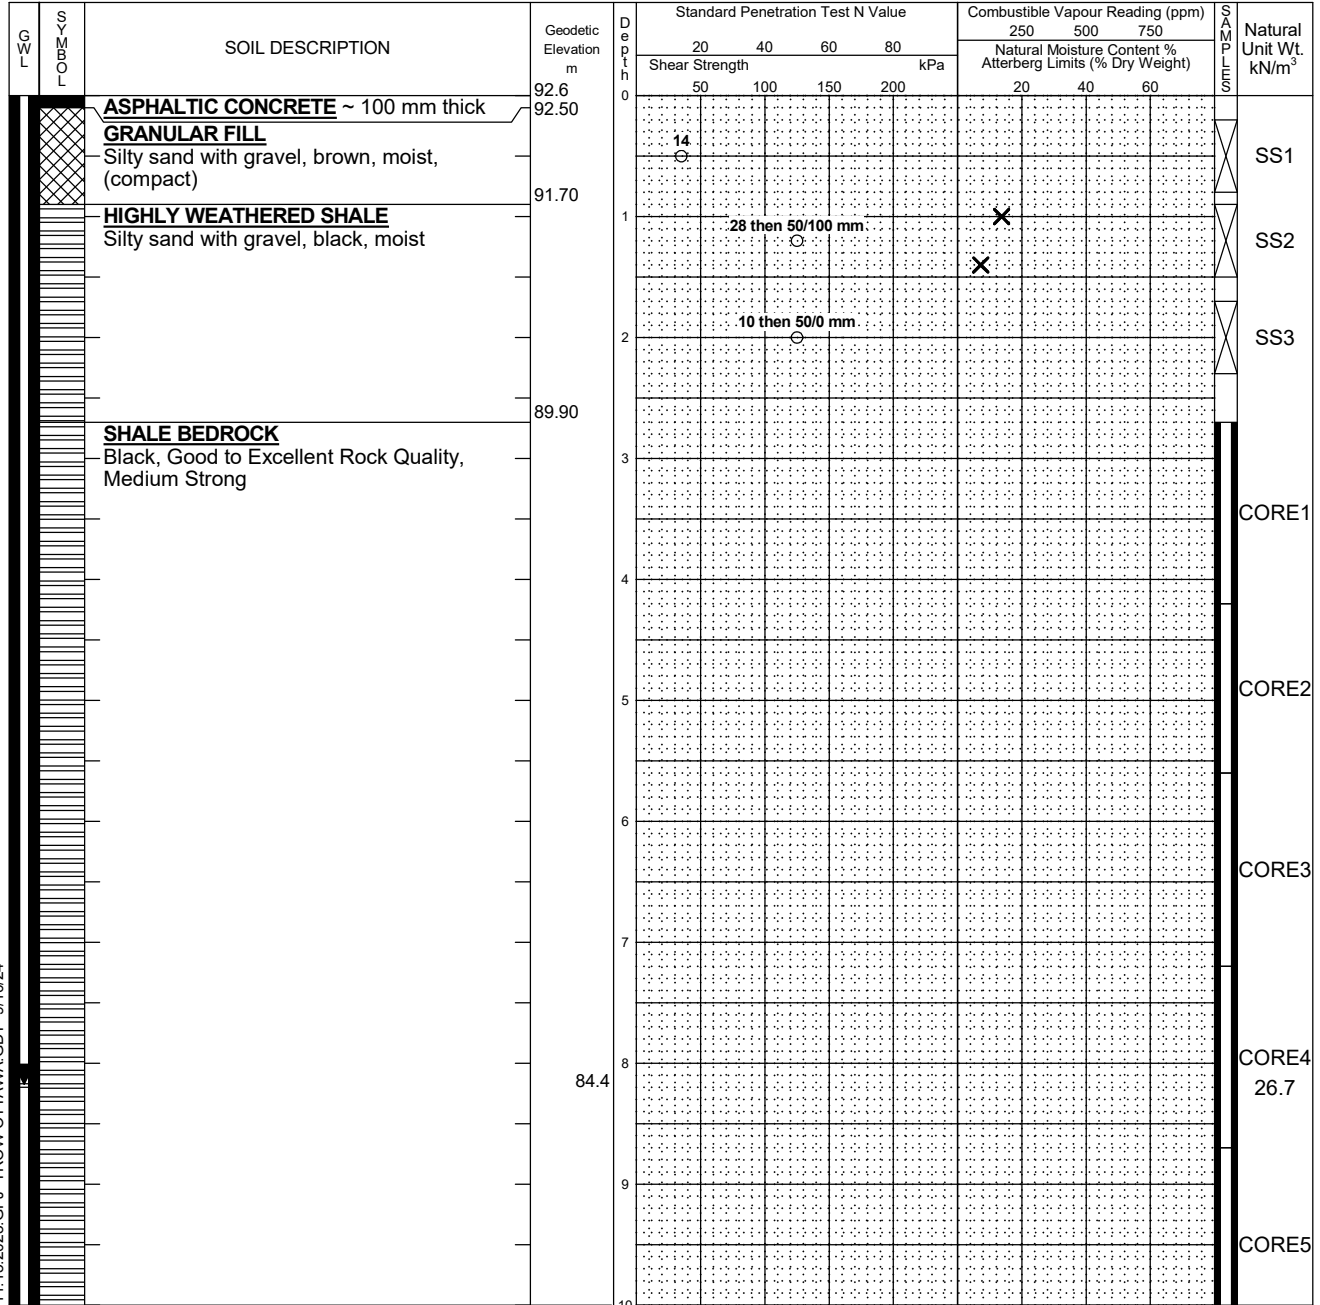 GWL
SYMBOL
SOIL DESCRIPTION
Geodetic
Elevation
m
Depth
Standard Penetration Test N Value
20 40 60 80
Shear Strength kPa
50 100 150 200
Combustible Vapour Reading (ppm)
250 500 750
Natural Moisture Content %
Atterberg Limits (% Dry Weight)
20 40 60
SAMPLES
Natural
Unit Wt.
kN/m³
92.6
0
ASPHALTIC CONCRETE ~ 100 mm thick
92.50
GRANULAR FILL
Silty sand with gravel, brown, moist,
(compact)
14
SS1
91.70
HIGHLY WEATHERED SHALE
1
Silty sand with gravel, black, moist
28 then 50/100 mm
SS2
10 then 50/0 mm
2
SS3
89.90
SHALE BEDROCK
Black, Good to Excellent Rock Quality,
Medium Strong
3
CORE1
4
CORE2
5
6
CORE3
7
8
CORE4
84.4
26.7
9
CORE5
10